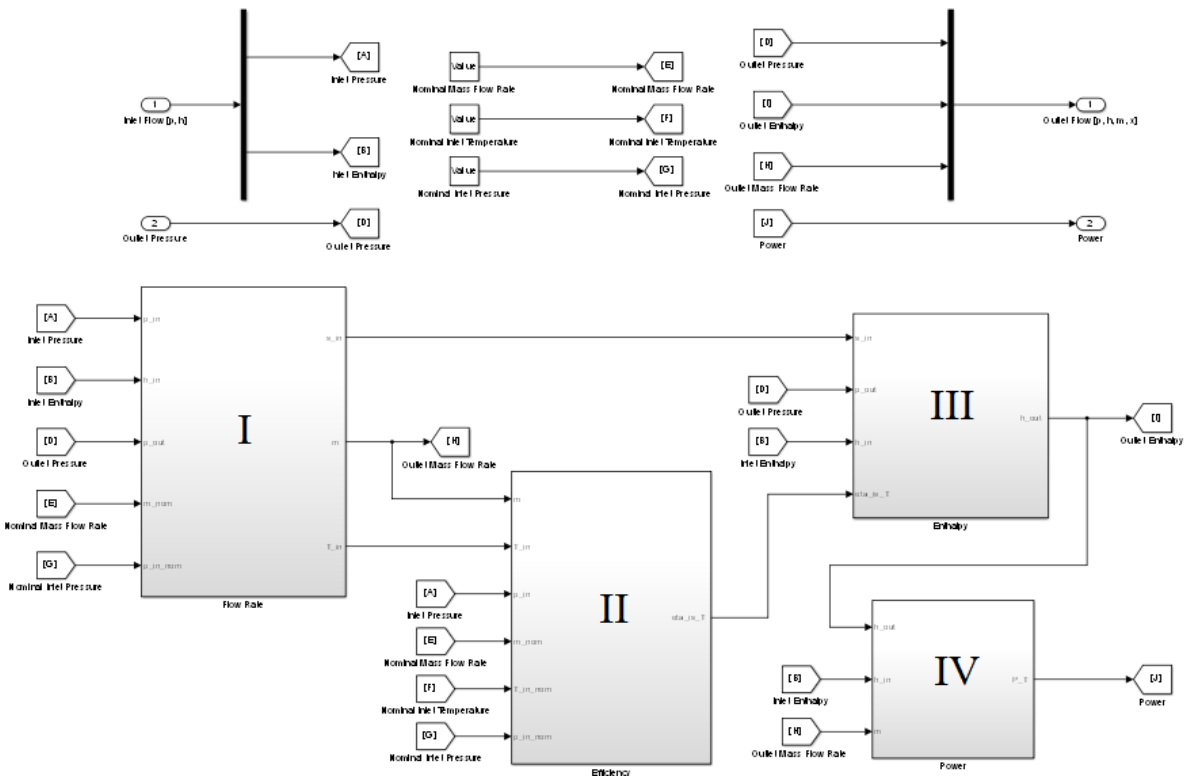 [A]
Inlet Pressure
1
Inlet Flow [p, h]
[B]
Inlet Enthalpy
2
Outlet Pressure
[D]
Outlet Pressure
Value
Nominal Mass Flow Rate
[E]
Nominal Mass Flow Rate
Value
Nominal Inlet Temperature
[F]
Nominal Inlet Temperature
Value
Nominal Inlet Pressure
[G]
Nominal Inlet Pressure
[D]
Outlet Pressure
[I]
Outlet Enthalpy
[H]
Outlet Mass Flow Rate
1
Outlet Flow [p, h, m, x]
[J]
Power
2
Power
[A]
Inlet Pressure
[B]
Inlet Enthalpy
[D]
Outlet Pressure
[E]
Nominal Mass Flow Rate
[G]
Nominal Inlet Pressure
p_in
h_in
p_out
m_nom
p_in_nom
I
m
T_in
Flow Rate
[H]
Outlet Mass Flow Rate
[A]
Inlet Pressure
[E]
Nominal Mass Flow Rate
[F]
Nominal Inlet Temperature
[G]
Nominal Inlet Pressure
m
T_in
p_in
m_nom
T_in_nom
p_in_nom
II
eta_is_T
Efficiency
[D]
Outlet Pressure
[B]
Inlet Enthalpy
p_out
h_in
eta_is_T
III
h_out
Enthalpy
[I]
Outlet Enthalpy
[B]
Inlet Enthalpy
[H]
Outlet Mass Flow Rate
h_out
h_in
m
IV
P_T
Power
[J]
Power